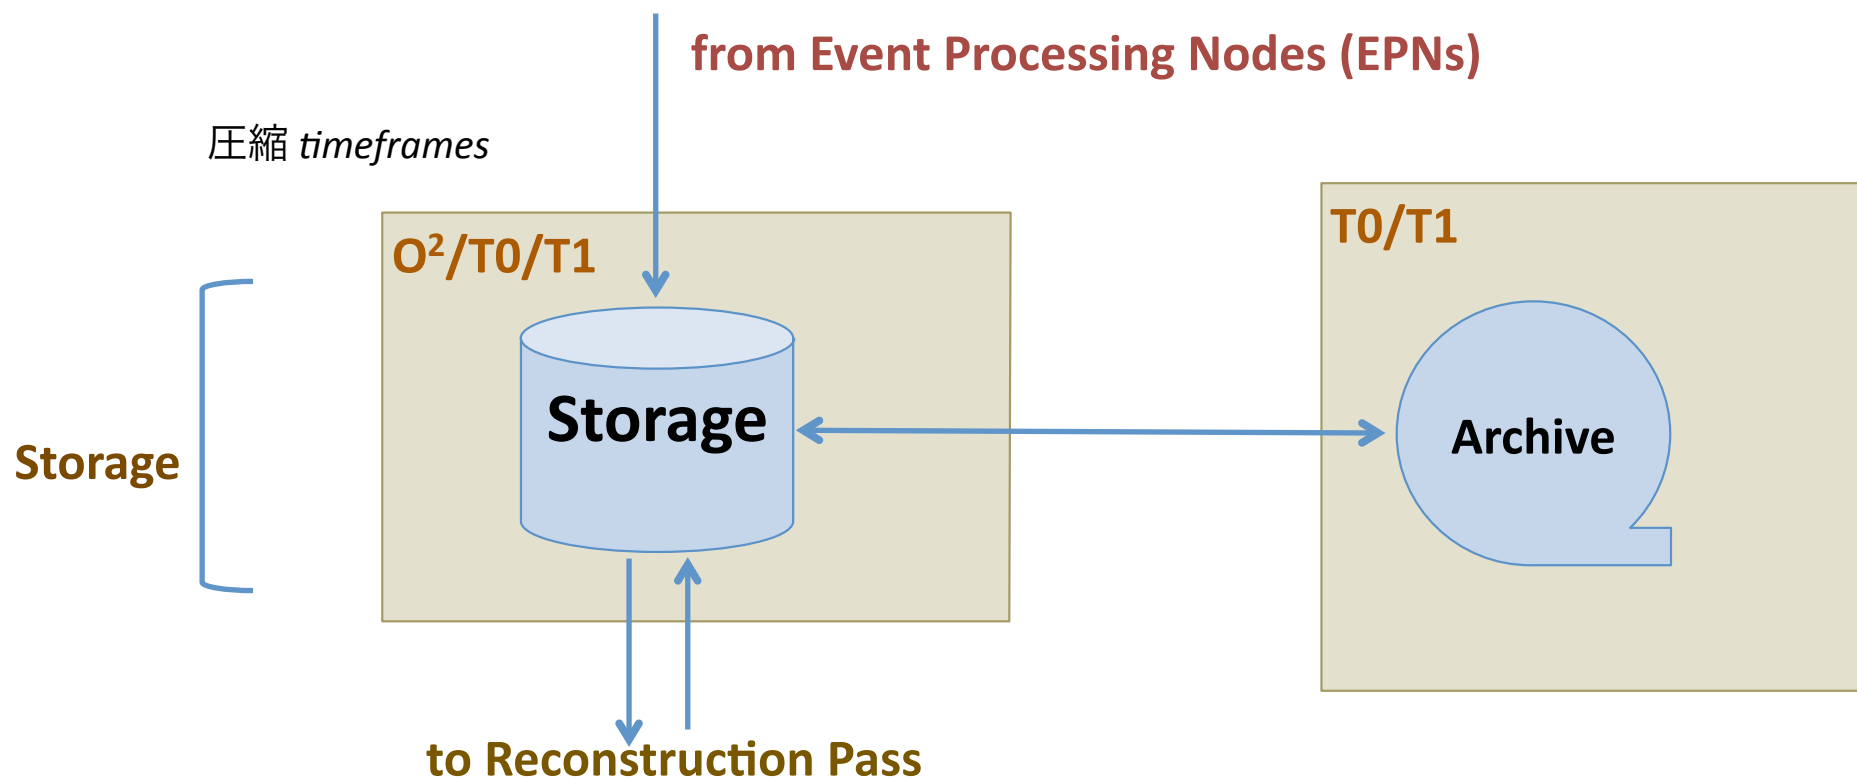 from Event Processing Nodes (EPNs)
圧縮 timeframes
O²/T0/T1
T0/T1
Storage
Archive
Storage
to Reconstruction Pass